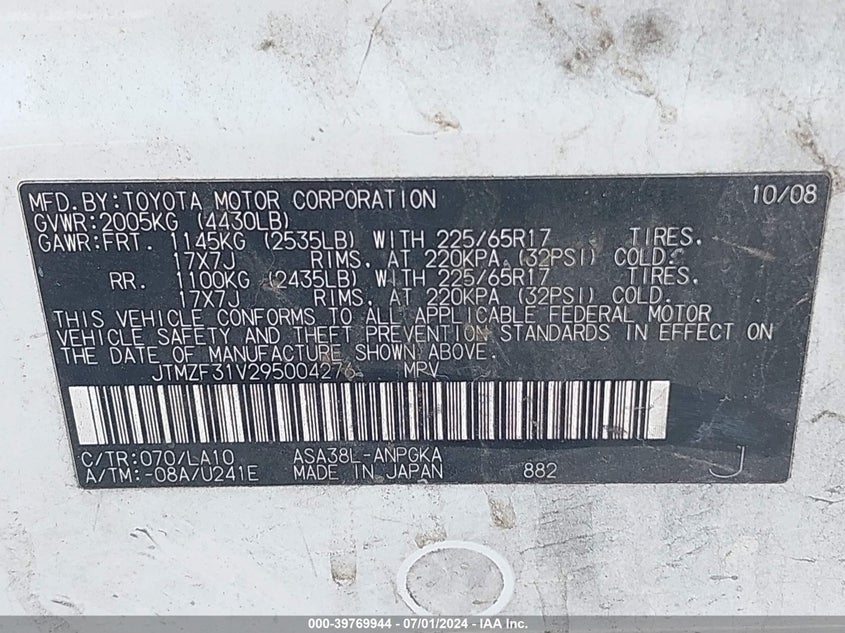 MFD.BY:TOYOTA MOTOR CORPORATION 10/08
GVWR:2005KG (4430LB)
GAWR:FRT. 1145KG (2535LB) WITH 225/65R17 TIRES.
17X7J RIMS, AT 220KPA (32PSI) COLD.
RR. 1100KG (2435LB) WITH 225/65R17 TIRES.
17X7J RIMS, AT 220KPA (32PSI) COLD.
THIS VEHICLE CONFORMS TO ALL APPLICABLE FEDERAL MOTOR
VEHICLE SAFETY AND THEFT PREVENTION STANDARDS IN EFFECT ON
THE DATE OF MANUFACTURE SHOWN ABOVE.
JTMZF31V295004276 MPV
C/TR:070/LA10 ASA38L-ANPGKA
A/TM:-08A/U241E MADE IN JAPAN 882 J
000-39769944 - 07/01/2024 - IAA Inc.